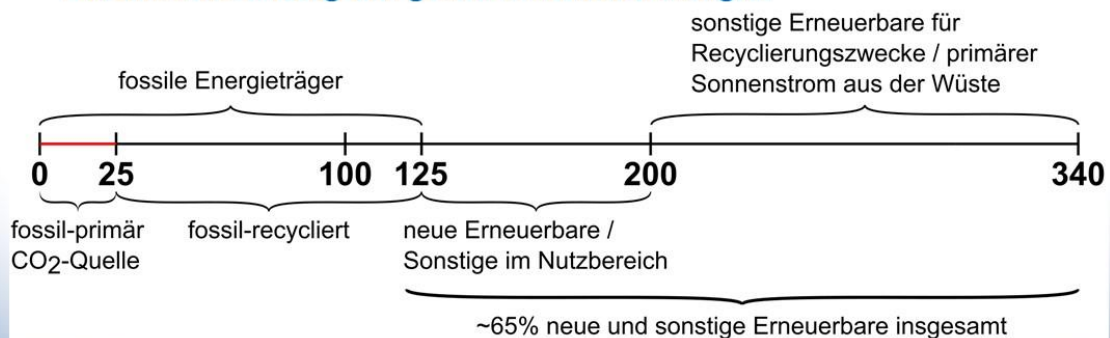 sonstige Erneuerbare für
Recyclierungszwecke / primärer
Sonnenstrom aus der Wüste
fossile Energieträger
0 25 100 125 200 340
fossil-primär
CO2-Quelle
fossil-recycliert
neue Erneuerbare /
Sonstige im Nutzbereich
~65% neue und sonstige Erneuerbare insgesamt